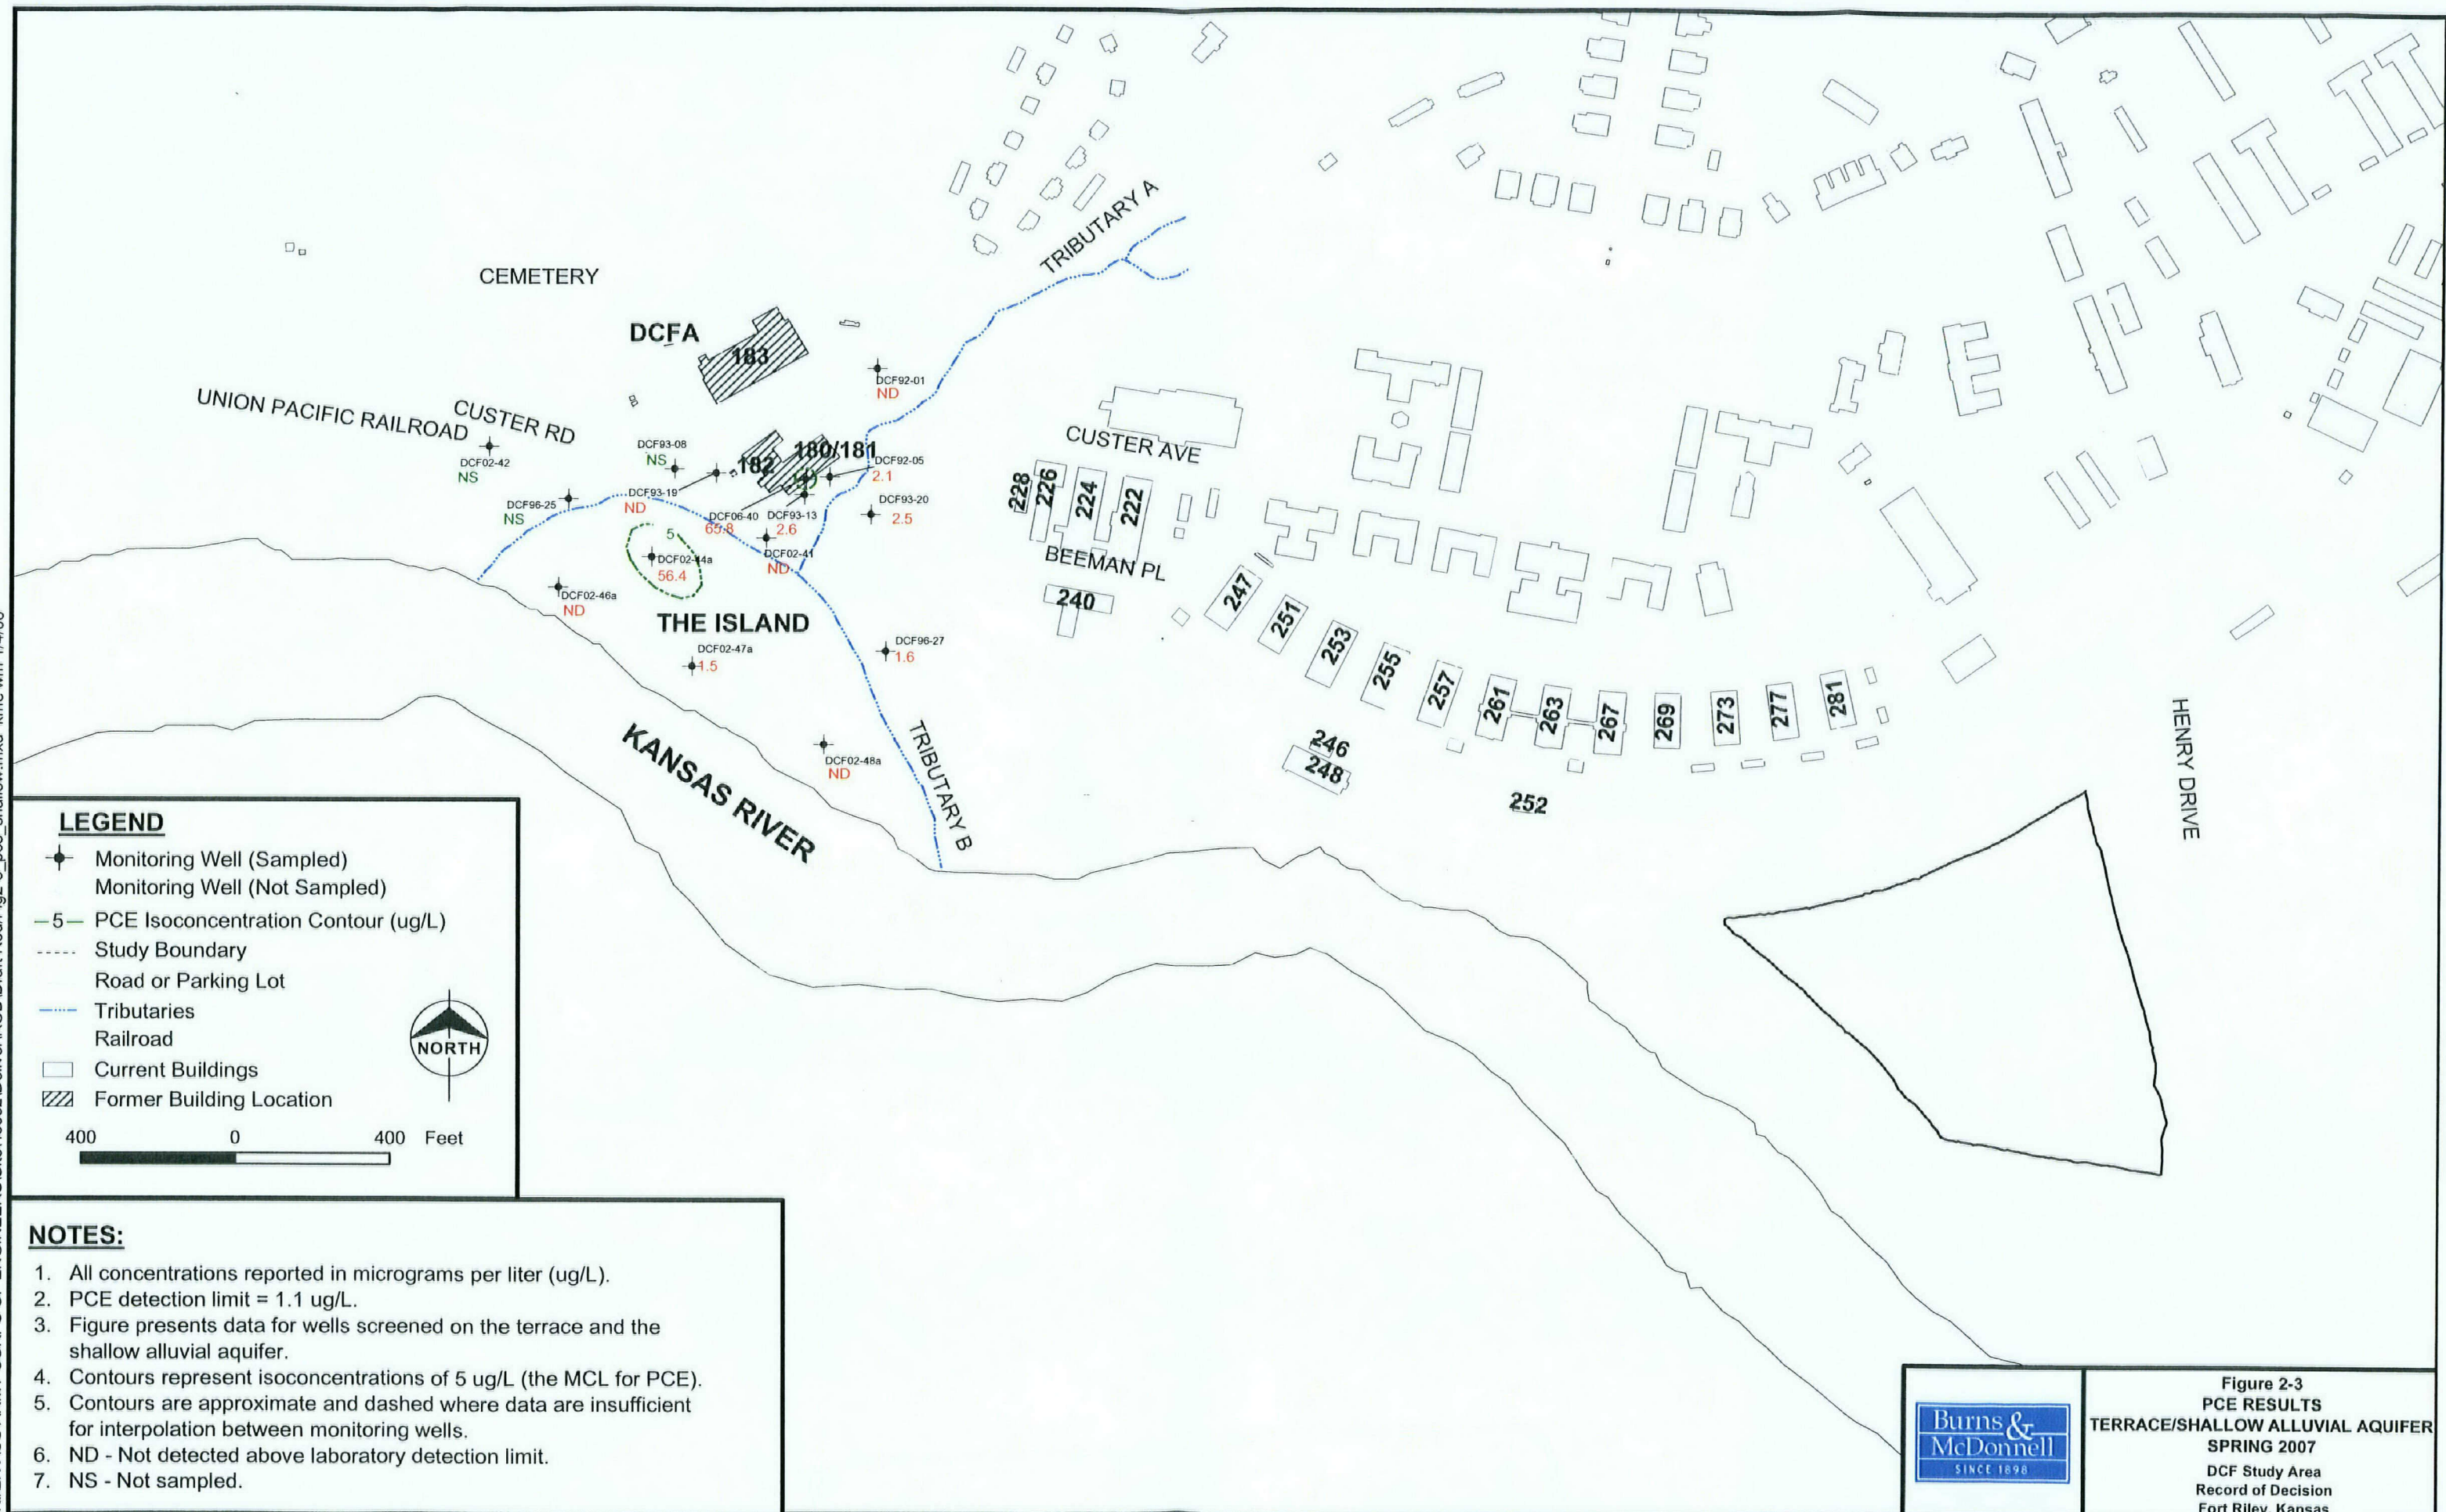 CEMETERY
TRIBUTARY A
DCFA
183
DCF92-01
ND
UNION PACIFIC RAILROAD
CUSTER RD
DCF02-42
NS
DCF93-08
NS
182
180/181
DCF92-05
2.1
DCF96-25
NS
DCF93-19
ND
DCF06-40
65.8
DCF93-13
2.6
DCF93-20
2.5
5
DCF02-44a
56.4
DCF02-41
ND
DCF02-46a
ND
THE ISLAND
DCF02-47a
1.5
DCF96-27
1.6
DCF02-48a
ND
KANSAS RIVER
TRIBUTARY B
CUSTER AVE
228
226
224
222
BEEMAN PL
240
247
251
253
255
257
261
263
267
269
273
277
281
246
248
252
HENRY DRIVE
LEGEND
Monitoring Well (Sampled)
Monitoring Well (Not Sampled)
5 PCE Isoconcentration Contour (ug/L)
Study Boundary
Road or Parking Lot
Tributaries
Railroad
Current Buildings
Former Building Location
NORTH
400 0 400 Feet
NOTES:
1. All concentrations reported in micrograms per liter (ug/L).
2. PCE detection limit = 1.1 ug/L.
3. Figure presents data for wells screened on the terrace and the
shallow alluvial aquifer.
4. Contours represent isoconcentrations of 5 ug/L (the MCL for PCE).
5. Contours are approximate and dashed where data are insufficient
for interpolation between monitoring wells.
6. ND - Not detected above laboratory detection limit.
7. NS - Not sampled.
Burns &
McDonnell
SINCE 1898
Figure 2-3
PCE RESULTS
TERRACE/SHALLOW ALLUVIAL AQUIFER
SPRING 2007
DCF Study Area
Record of Decision
Fort Riley, Kansas